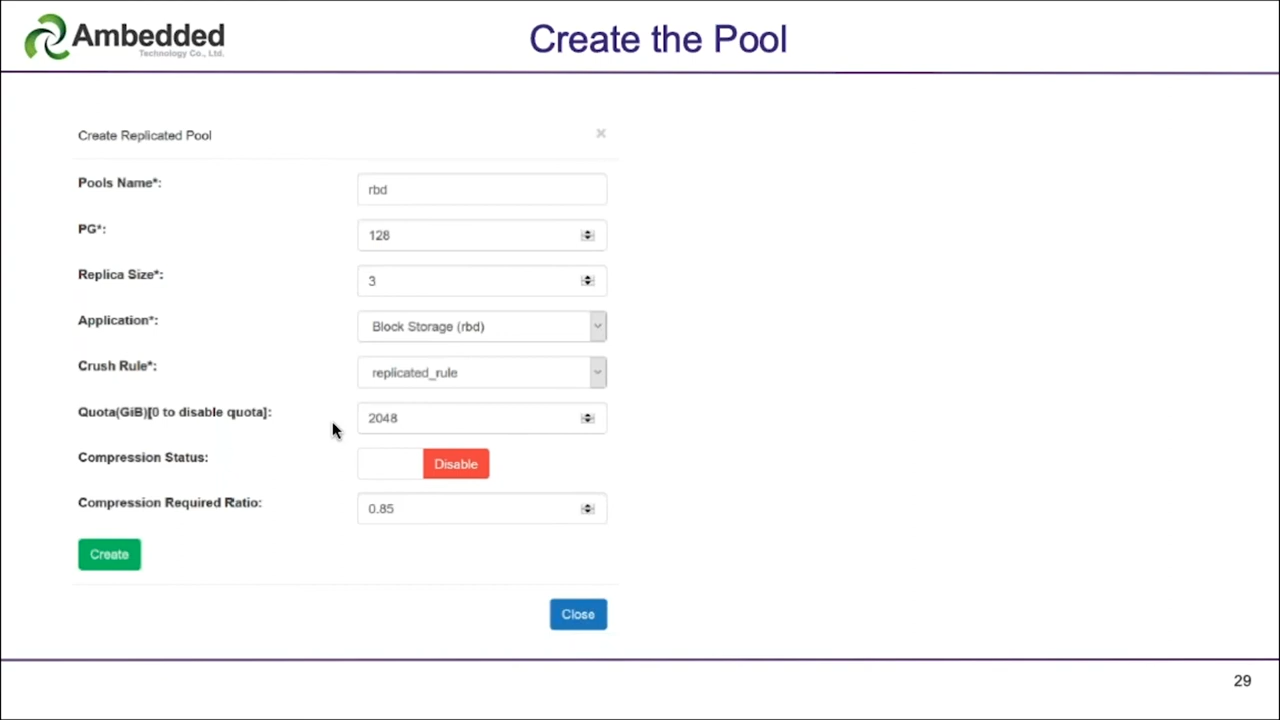 Ambedded
Technology Co., Ltd.
Create the Pool
Create Replicated Pool ×
Pools Name*: rbd
PG*: 128
Replica Size*: 3
Application*: Block Storage (rbd)
Crush Rule*: replicated_rule
Quota(GiB)[0 to disable quota]: 2048
Compression Status: Disable
Compression Required Ratio: 0.85
Create
Close
29